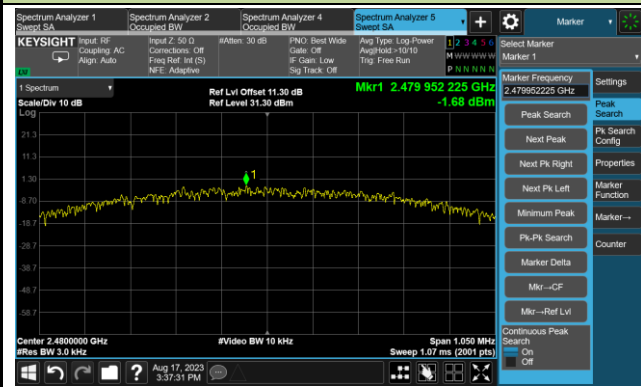 Spectrum Analyzer 1
Swept SA
Spectrum Analyzer 2
Occupied BW
Spectrum Analyzer 4
Occupied BW
Spectrum Analyzer 5
Swept SA
Marker
KEYSIGHT
Input: RF
Coupling: AC
Align: Auto
Input Z: 50 Ω
Corrections: Off
Freq Ref: Int (S)
NFE: Adaptive
#Atten: 30 dB
PNO: Best Wide
Gate: Off
IF Gain: Low
Sig Track: Off
Avg Type: Log-Power
Avg|Hold:>10/10
Trig: Free Run
1 2 3 4 5 6
M W W W W W
P N N N N N
LVI
Select Marker
Marker 1
1 Spectrum
Scale/Div 10 dB
Log
Ref Lvl Offset 11.30 dB
Ref Level 31.30 dBm
Mkr1 2.479 952 225 GHz
-1.68 dBm
21.3
11.3
1.30
-8.70
-18.7
-28.7
-38.7
-48.7
-58.7
1
Center 2.4800000 GHz
#Res BW 3.0 kHz
#Video BW 10 kHz
Span 1.050 MHz
Sweep 1.07 ms (2001 pts)
Marker Frequency
2.479952225 GHz
Peak Search
Next Peak
Next Pk Right
Next Pk Left
Minimum Peak
Pk-Pk Search
Marker Delta
Mkr→CF
Mkr→Ref Lvl
Continuous Peak
Search
On
Off
Settings
Peak
Search
Pk Search
Config
Properties
Marker
Function
Marker→
Counter
Aug 17, 2023
3:37:31 PM